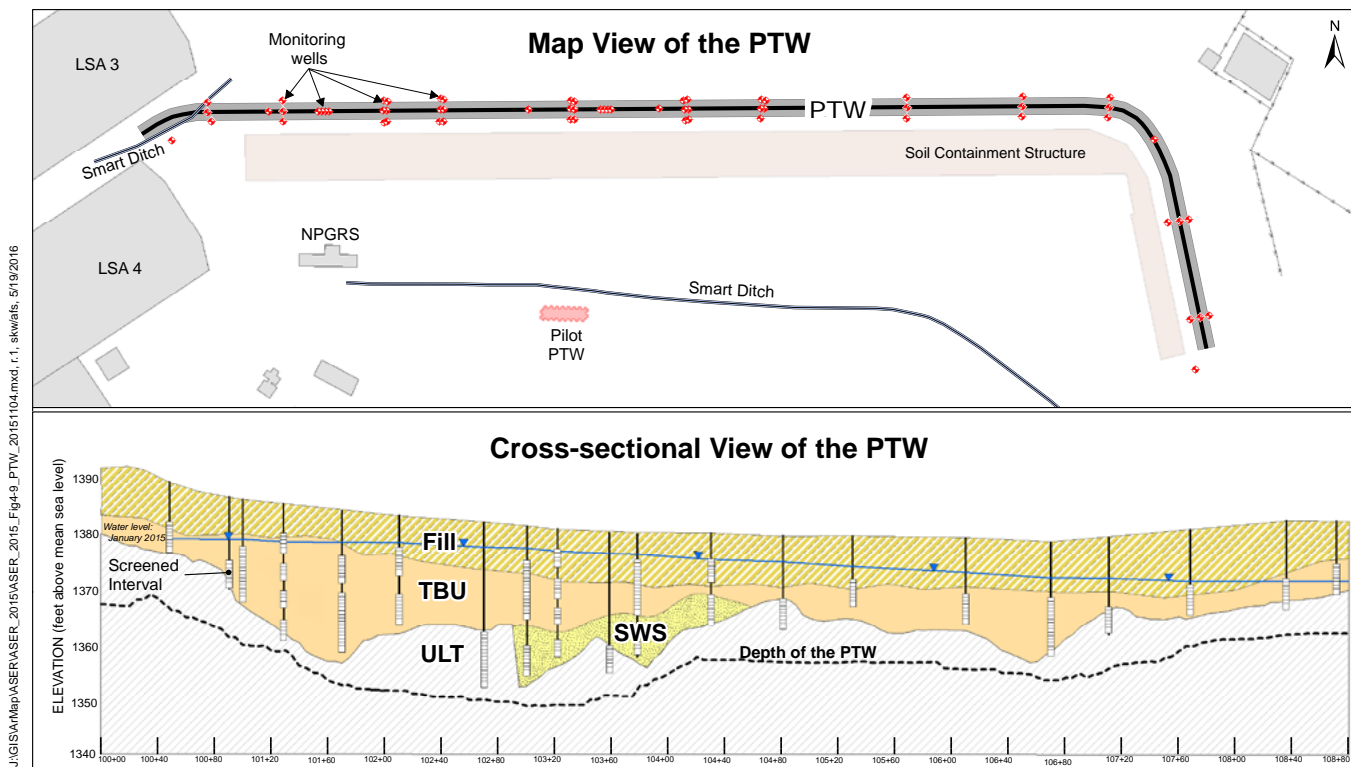 Map View of the PTW
N
LSA 3
Monitoring
wells
PTW
Smart Ditch
Soil Containment Structure
LSA 4
NPGRS
Smart Ditch
Pilot
PTW
Cross-sectional View of the PTW
ELEVATION (feet above mean sea level)
1390
1380
1370
1360
1350
1340
Water level:
January 2015
Screened
Interval
Fill
TBU
SWS
ULT
Depth of the PTW
100+00 100+40 100+80 101+20 101+60 102+00 102+40 102+80 103+20 103+60 104+00 104+40 104+80 105+20 105+60 106+00 106+40 106+80 107+20 107+60 108+00 108+40 108+80
J:\GIS\ArMap\ASER\ASER_2015\ASER_2015_Fig4-9_PTW_20151104.mxd, r.1, skw/afs, 5/19/2016